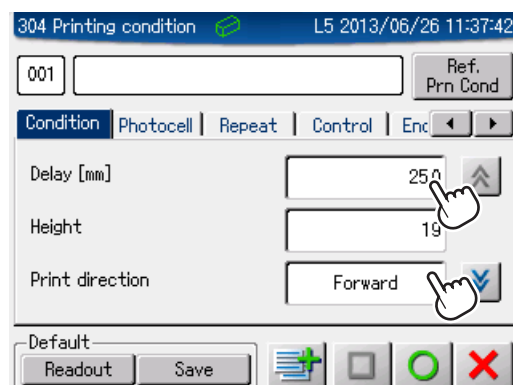 304 Printing condition L5 2013/06/26 11:37:42
001
Ref.
Prn Cond
Condition Photocell Repeat Control Enc
Delay [mm] 25.0
Height 19
Print direction Forward
Default
Readout Save